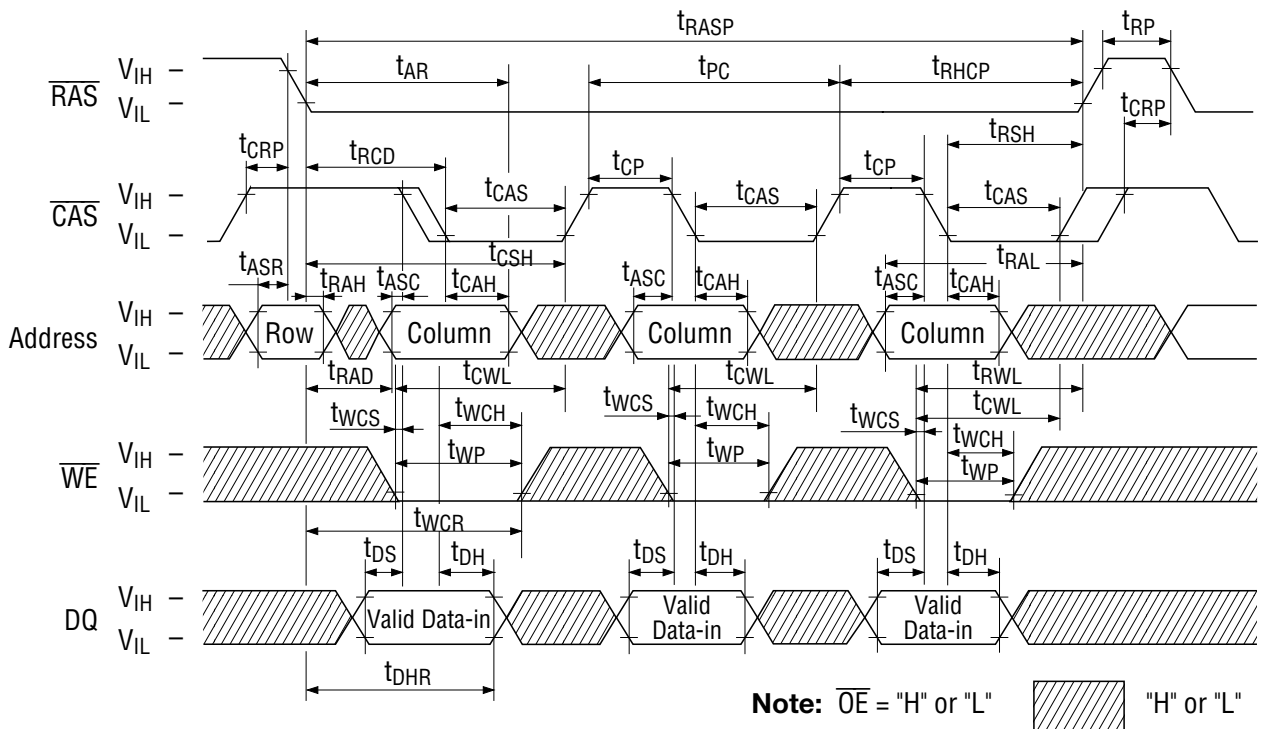 tRASP
tRP
tAR
tPC
tRHCP
RAS
VIH –
VIL –
tCRP
tRCD
tCP
tCP
tRSH
tCRP
CAS
VIH –
VIL –
tCAS
tCAS
tCAS
tCSH
tRAL
tASR
tRAH
tASC
tCAH
tASC
tCAH
tASC
tCAH
Address
VIH –
VIL –
Row
Column
Column
Column
tRAD
tCWL
tCWL
tRWL
tCWL
tWCS
tWCH
tWCS
tWCH
tWCS
tWCH
WE
VIH –
VIL –
tWP
tWP
tWP
tWCR
tDS
tDH
tDS
tDH
tDS
tDH
DQ
VIH –
VIL –
Valid Data-in
Valid
Data-in
Valid
Data-in
tDHR
Note: OE = "H" or "L"
"H" or "L"